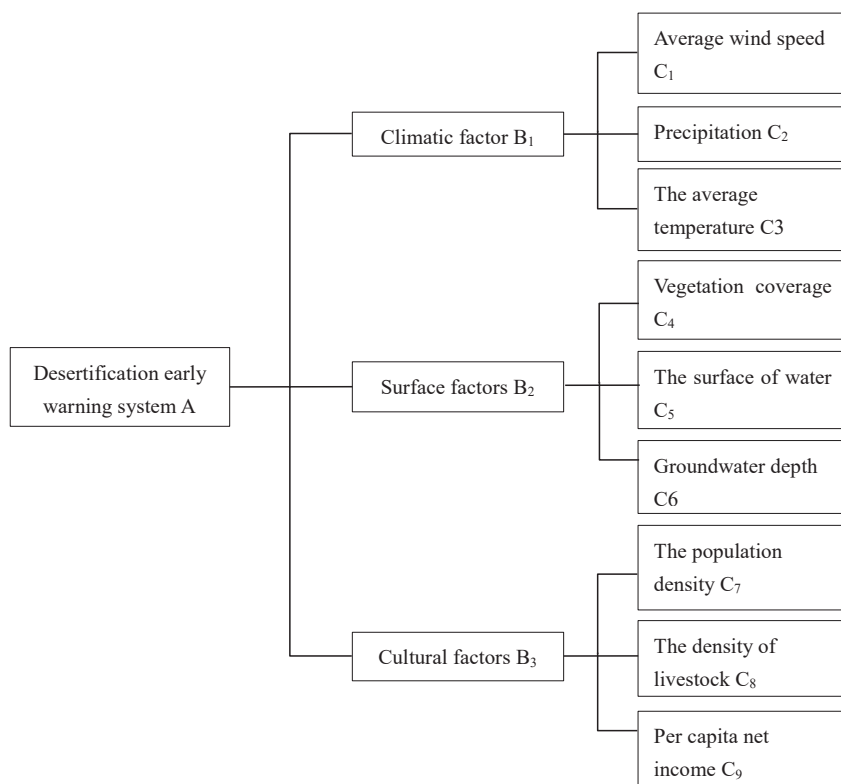 Average wind speed
C₁
Climatic factor B₁
Precipitation C₂
The average
temperature C3
Vegetation coverage
C₄
Desertification early
warning system A
Surface factors B₂
The surface of water
C₅
Groundwater depth
C6
The population
density C₇
Cultural factors B₃
The density of
livestock C₈
Per capita net
income C₉